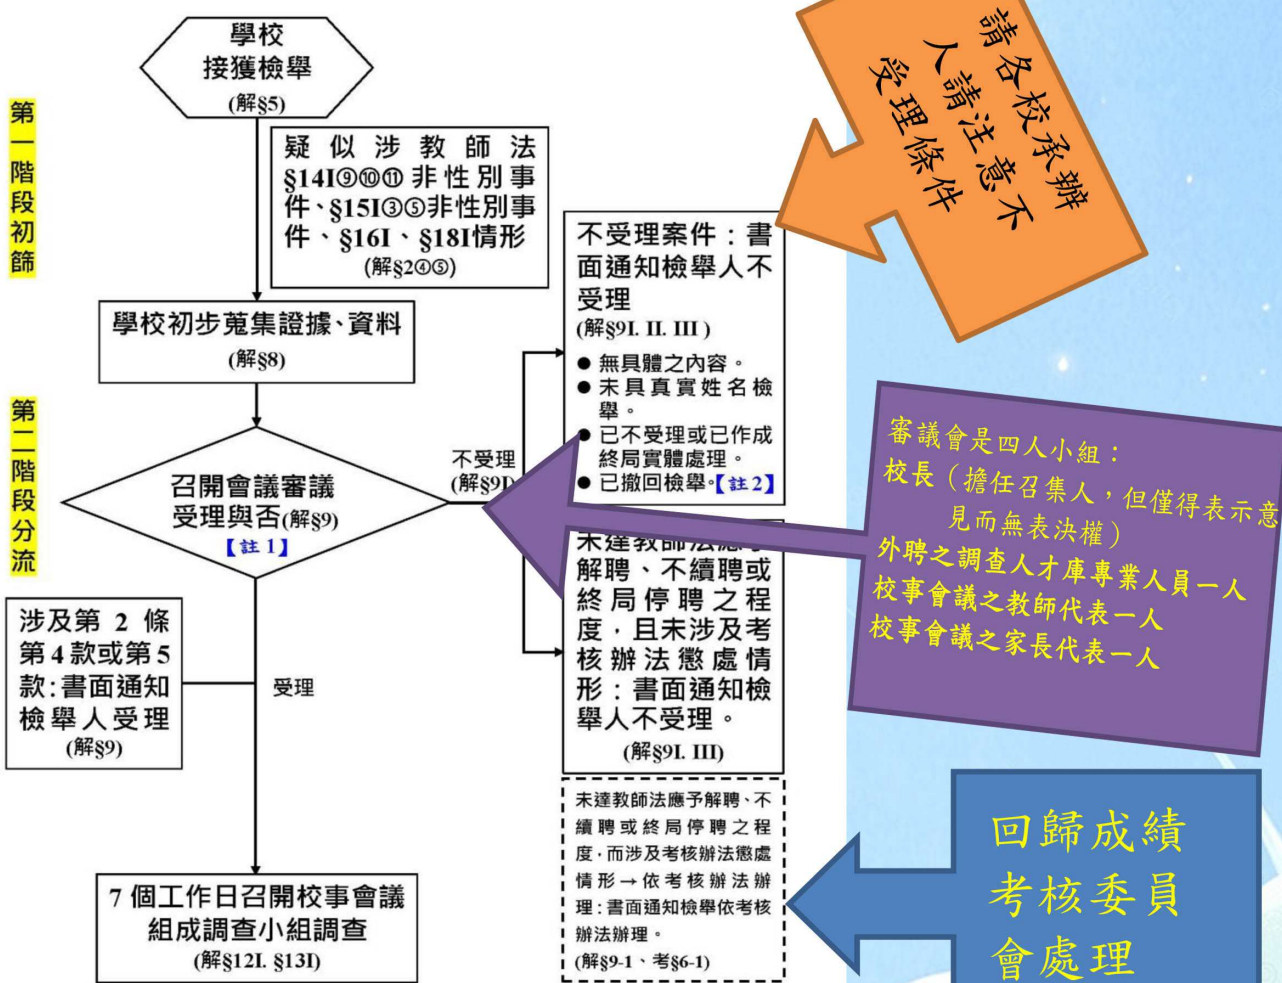 學校
接獲檢舉
(解§5)
第一階段初篩
疑似涉教師法
§14I⑨⑩⑪非性別事
件、§15I③⑤非性別事
件、§16I、§18I情形
(解§2④⑤)
學校初步蒐集證據、資料
(解§8)
第二階段分流
召開會議審議
受理與否(解§9)
【註1】
不受理
(解§9I)
不受理案件：書
面通知檢舉人不
受理
(解§9I. II. III )
● 無具體之內容。
● 未具真實姓名檢
舉。
● 已不受理或已作成
終局實體處理。
● 已撤回檢舉。【註2】
未達教師法應予
解聘、不續聘或
終局停聘之程
度，且未涉及考
核辦法懲處情
形：書面通知檢
舉人不受理。
(解§9I. III)
未達教師法應予解聘、不
續聘或終局停聘之程
度，而涉及考核辦法懲處
情形→依考核辦法辦
理：書面通知檢舉依考核
辦法辦理。
(解§9-1、考§6-1)
涉及第 2 條
第4款或第5
款：書面通知
檢舉人受理
(解§9)
受理
7 個工作日召開校事會議
組成調查小組調查
(解§12I. §13I)
請各校承辦
人請注意不
受理條件
審議會是四人小組：
校長（擔任召集人，但僅得表示意
見而無表決權）
外聘之調查人才庫專業人員一人
校事會議之教師代表一人
校事會議之家長代表一人
回歸成績
考核委員
會處理